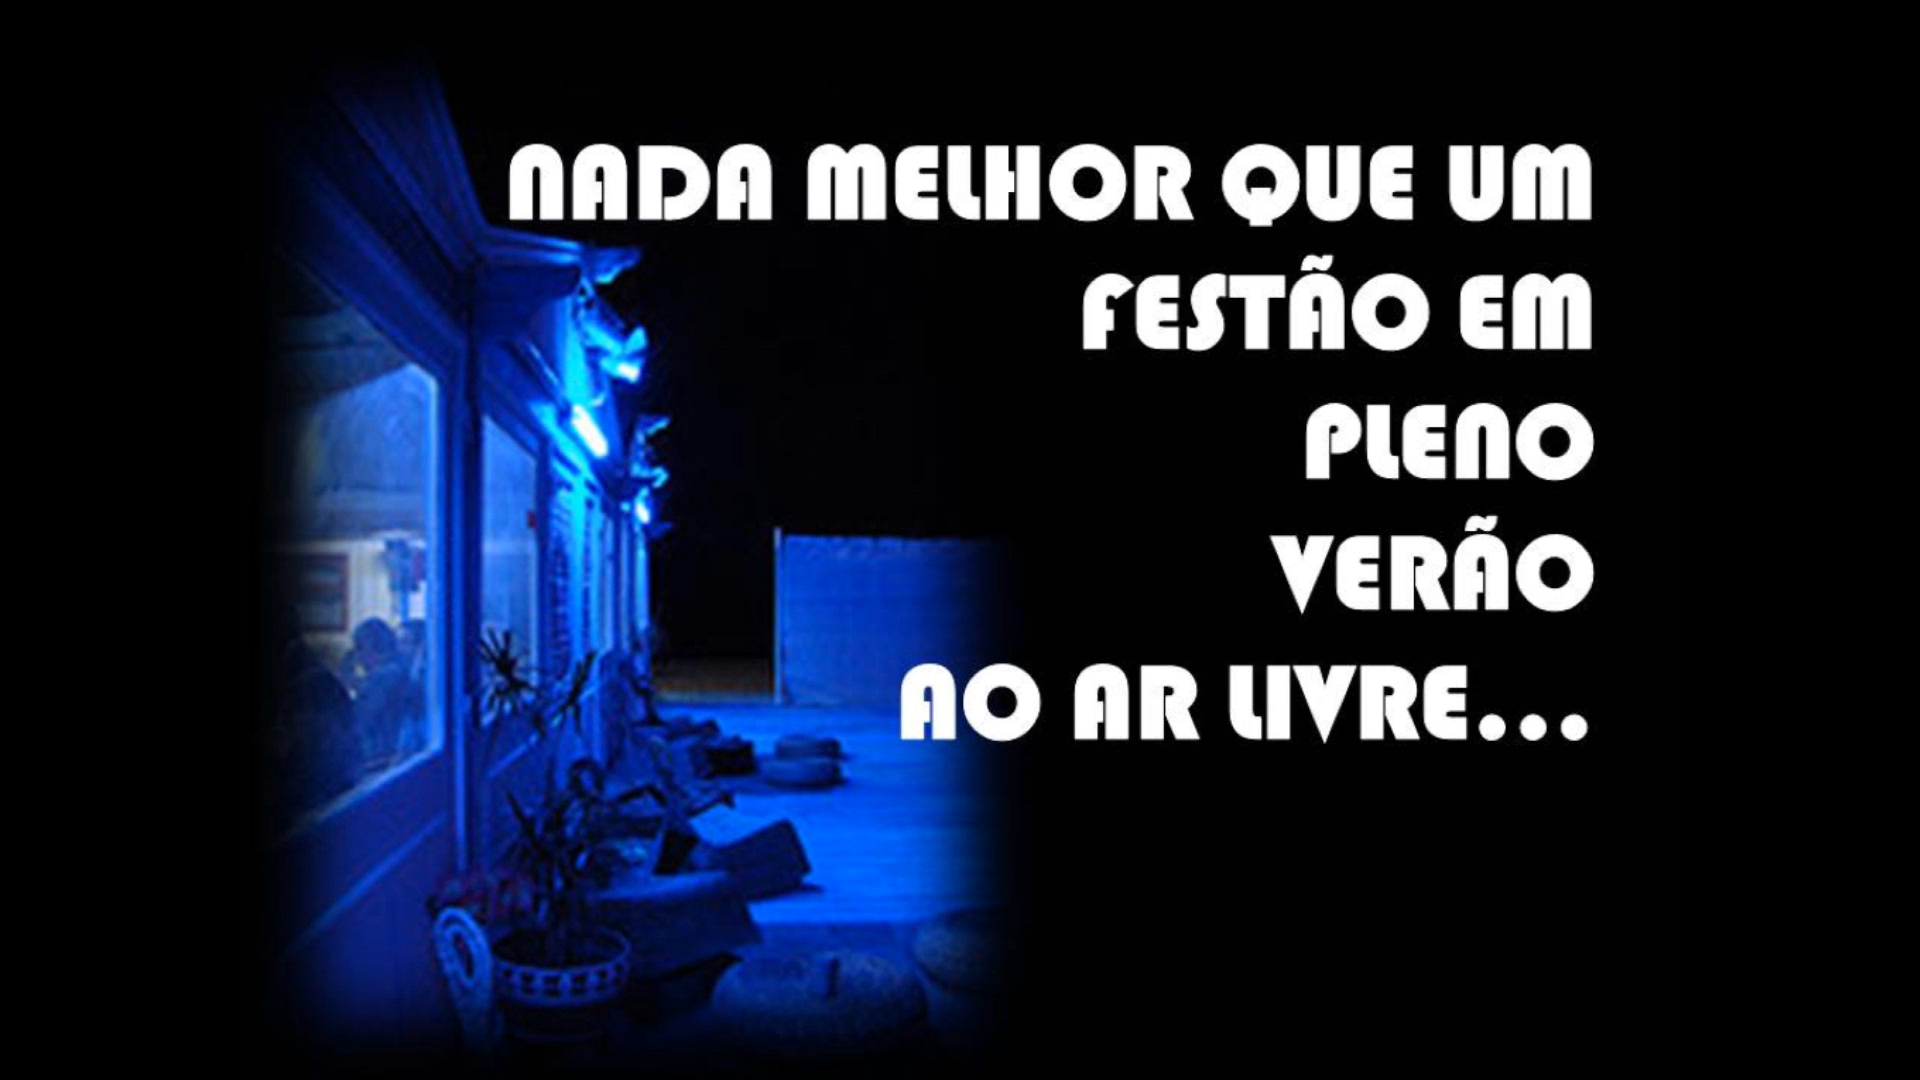 NADA MELHOR QUE UM
FESTÃO EM
PLENO
VERÃO
AO AR LIVRE...